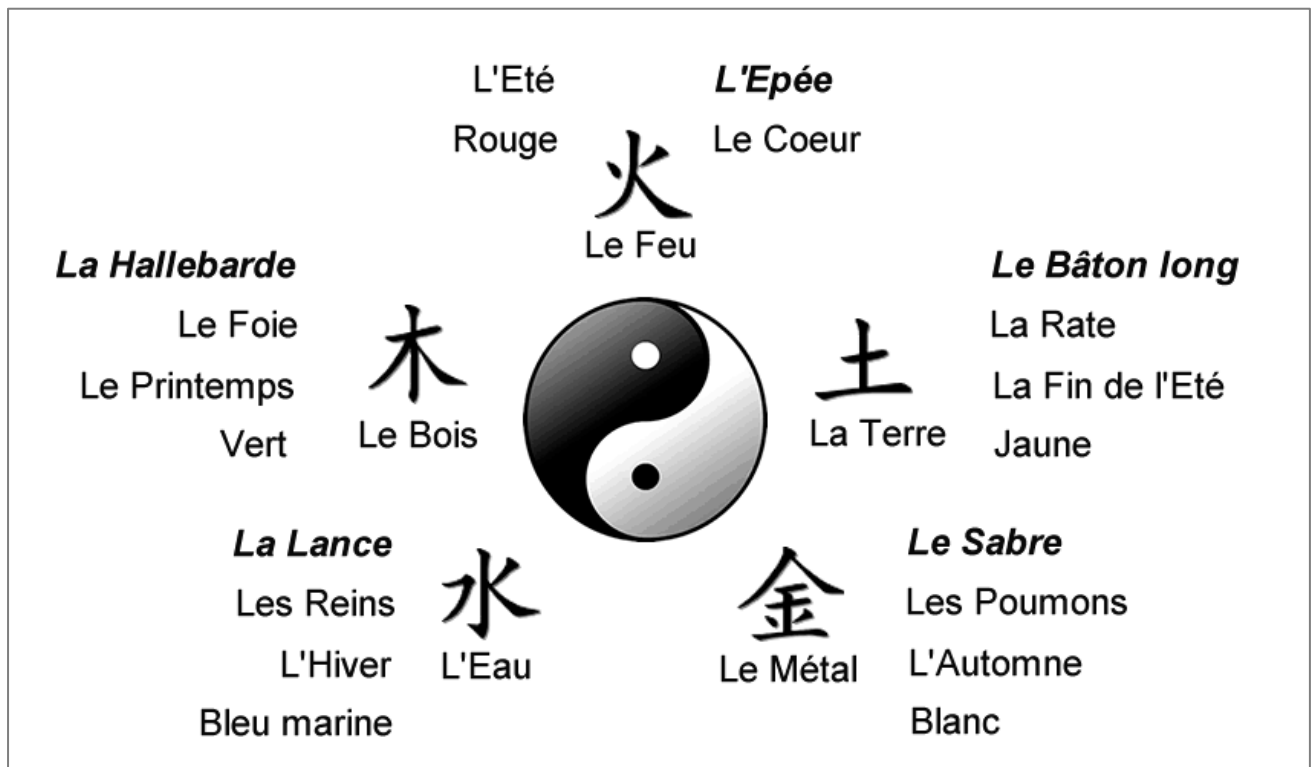 L'Eté
Rouge
L'Epée
Le Coeur
火
Le Feu
La Hallebarde
Le Foie
Le Printemps
Vert
木
Le Bois
Le Bâton long
La Rate
La Fin de l'Eté
Jaune
土
La Terre
La Lance
Les Reins
L'Hiver
Bleu marine
水
L'Eau
Le Sabre
Les Poumons
L'Automne
Blanc
金
Le Métal